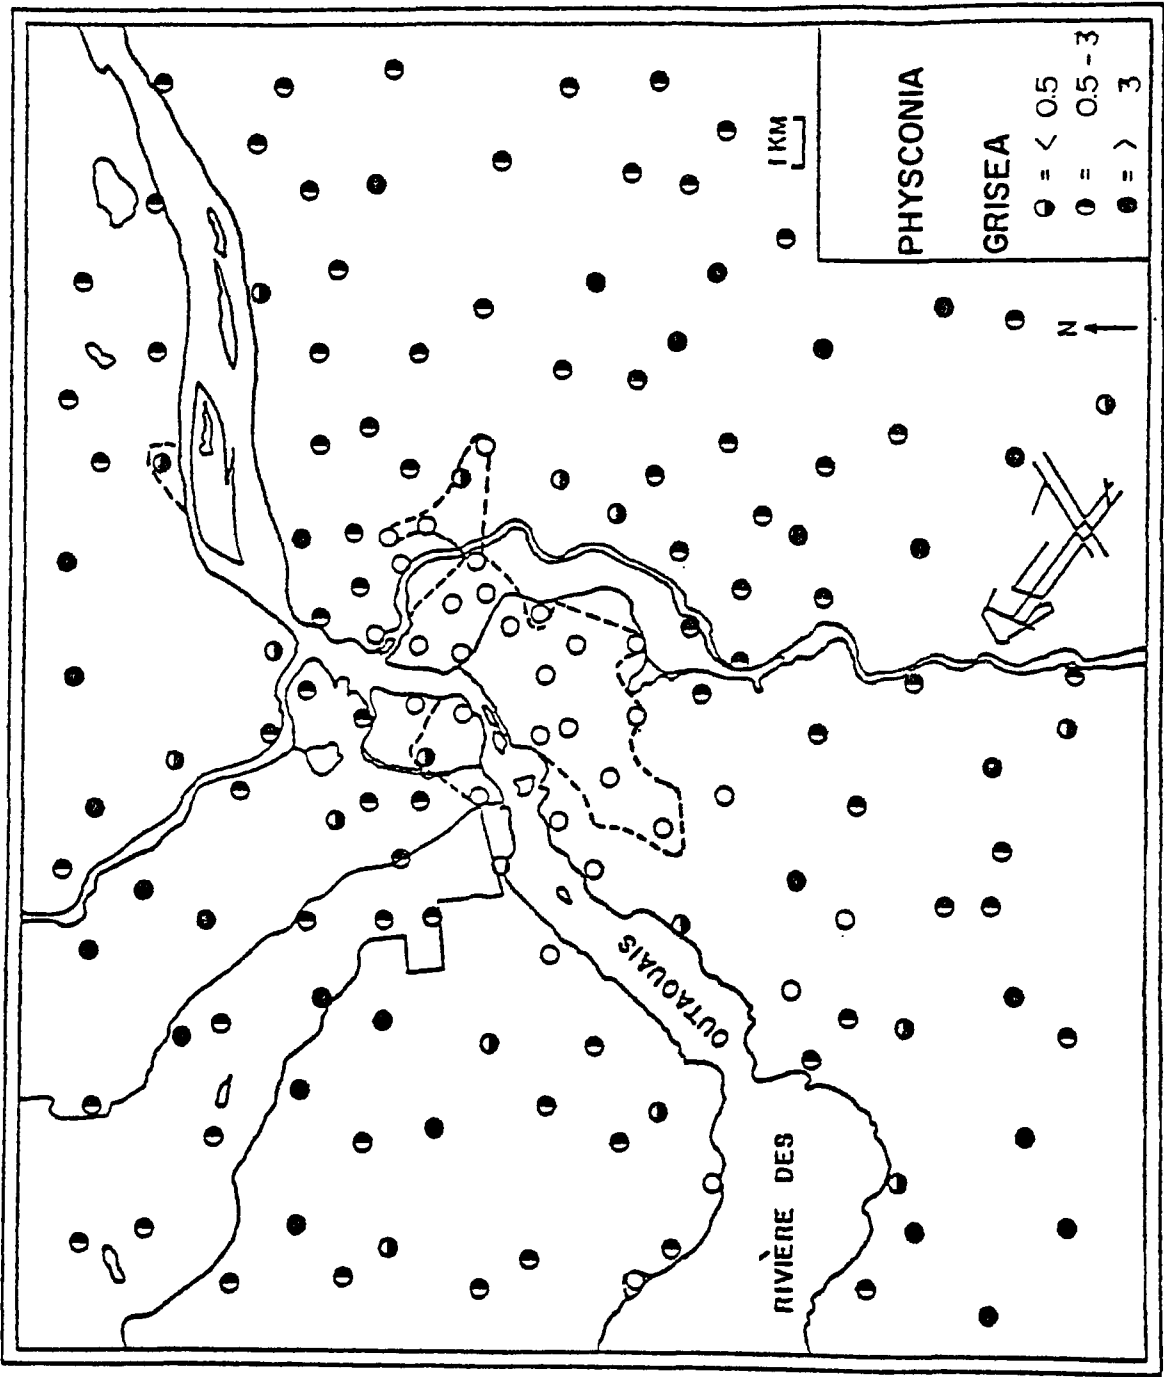 RIVIÈRE DES
OUTAOUAIS
1 KM
N
PHYSCONIA
GRISEA
= < 0.5
= 0.5 - 3
= > 3